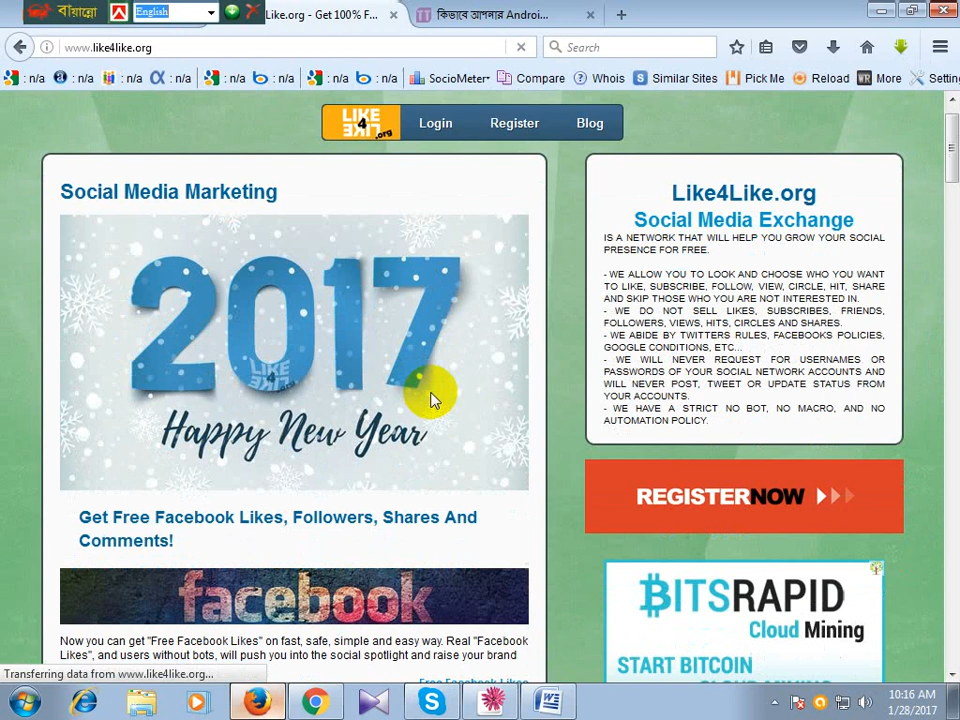 বায়ান্নো
English
Like.org - Get 100% F...
কিভাবে আপনার Androi...
www.like4like.org
Search
: n/a
: n/a
: n/a
: n/a
: n/a
: n/a
: n/a
: n/a
SocioMeter
Compare
Whois
Similar Sites
Pick Me
Reload
WR
More
Setting
LIKE
4
LIKE
.org
Login
Register
Blog
Social Media Marketing
2017
LIKE
4
Happy New Year
Get Free Facebook Likes, Followers, Shares And
Comments!
facebook
Now you can get "Free Facebook Likes" on fast, safe, simple and easy way. Real "Facebook
Likes", and users without bots, will push you into the social spotlight and raise your brand
Free Facebook Likes
Like4Like.org
Social Media Exchange
IS A NETWORK THAT WILL HELP YOU GROW YOUR SOCIAL
PRESENCE FOR FREE.
- WE ALLOW YOU TO LOOK AND CHOOSE WHO YOU WANT
TO LIKE, SUBSCRIBE, FOLLOW, VIEW, CIRCLE, HIT, SHARE
AND SKIP THOSE WHO YOU ARE NOT INTERESTED IN.
- WE DO NOT SELL LIKES, SUBSCRIBES, FRIENDS,
FOLLOWERS, VIEWS, HITS, CIRCLES AND SHARES.
- WE ABIDE BY TWITTERS RULES, FACEBOOKS POLICIES,
GOOGLE CONDITIONS, ETC...
- WE WILL NEVER REQUEST FOR USERNAMES OR
PASSWORDS OF YOUR SOCIAL NETWORK ACCOUNTS AND
WILL NEVER POST, TWEET OR UPDATE STATUS FROM
YOUR ACCOUNTS.
- WE HAVE A STRICT NO BOT, NO MACRO, AND NO
AUTOMATION POLICY.
REGISTERNOW
BITSRAPID
Cloud Mining
START BITCOIN
Transferring data from www.like4like.org...
10:16 AM
1/28/2017